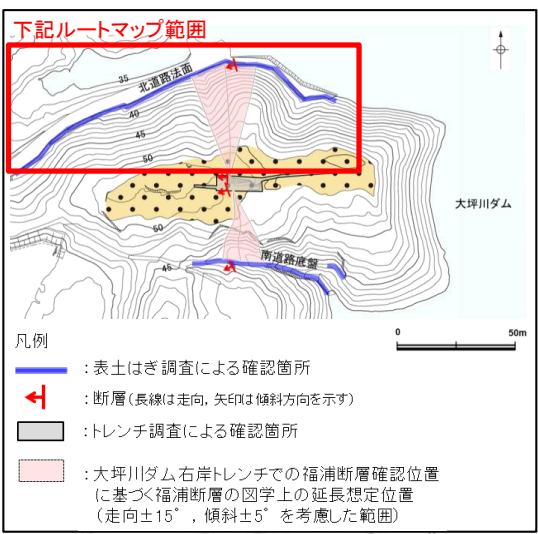 下記ルートマップ範囲
35
北道路法面
40
45
50
大坪川ダム
50
南道路底盤
45
0 50m
凡例
:表土はぎ調査による確認箇所
:断層(長線は走向,矢印は傾斜方向を示す)
:トレンチ調査による確認箇所
:大坪川ダム右岸トレンチでの福浦断層確認位置
に基づく福浦断層の図学上の延長想定位置
(走向±15°,傾斜±5°を考慮した範囲)